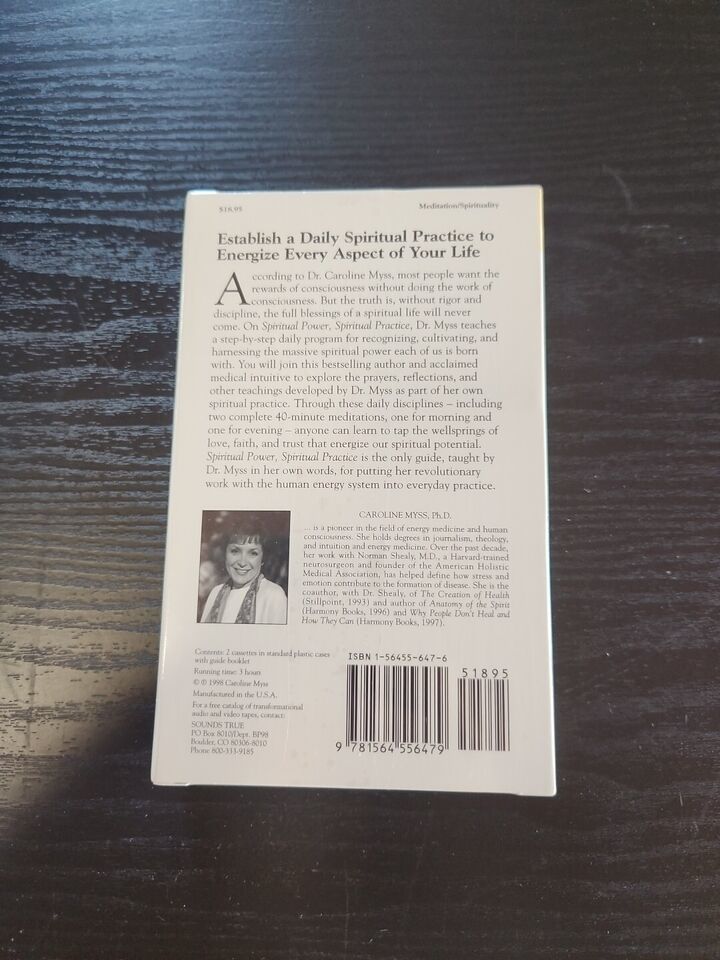 $18.95
Meditation/Spirituality
Establish a Daily Spiritual Practice to
Energize Every Aspect of Your Life
According to Dr. Caroline Myss, most people want the
rewards of consciousness without doing the work of
consciousness. But the truth is, without rigor and
discipline, the full blessings of a spiritual life will never
come. On Spiritual Power, Spiritual Practice, Dr. Myss teaches
a step-by-step daily program for recognizing, cultivating, and
harnessing the massive spiritual power each of us is born
with. You will join this bestselling author and acclaimed
medical intuitive to explore the prayers, reflections, and
other teachings developed by Dr. Myss as part of her own
spiritual practice. Through these daily disciplines – including
two complete 40-minute meditations, one for morning and
one for evening – anyone can learn to tap the wellsprings of
love, faith, and trust that energize our spiritual potential.
Spiritual Power, Spiritual Practice is the only guide, taught by
Dr. Myss in her own words, for putting her revolutionary
work with the human energy system into everyday practice.
CAROLINE MYSS, Ph.D.
... is a pioneer in the field of energy medicine and human
consciousness. She holds degrees in journalism, theology,
and intuition and energy medicine. Over the past decade,
her work with Norman Shealy, M.D., a Harvard-trained
neurosurgeon and founder of the American Holistic
Medical Association, has helped define how stress and
emotion contribute to the formation of disease. She is the
coauthor, with Dr. Shealy, of The Creation of Health
(Stillpoint, 1993) and author of Anatomy of the Spirit
(Harmony Books, 1996) and Why People Don't Heal and
How They Can (Harmony Books, 1997).
Contents: 2 cassettes in standard plastic cases
with guide booklet
Running time: 3 hours
© ℗ 1998 Caroline Myss
Manufactured in the U.S.A.
For a free catalog of transformational
audio and video tapes, contact:
SOUNDS TRUE
PO Box 8010/Dept. BP98
Boulder, CO 80306-8010
Phone 800-333-9185
ISBN 1-56455-647-6
51895
9 781564 556479